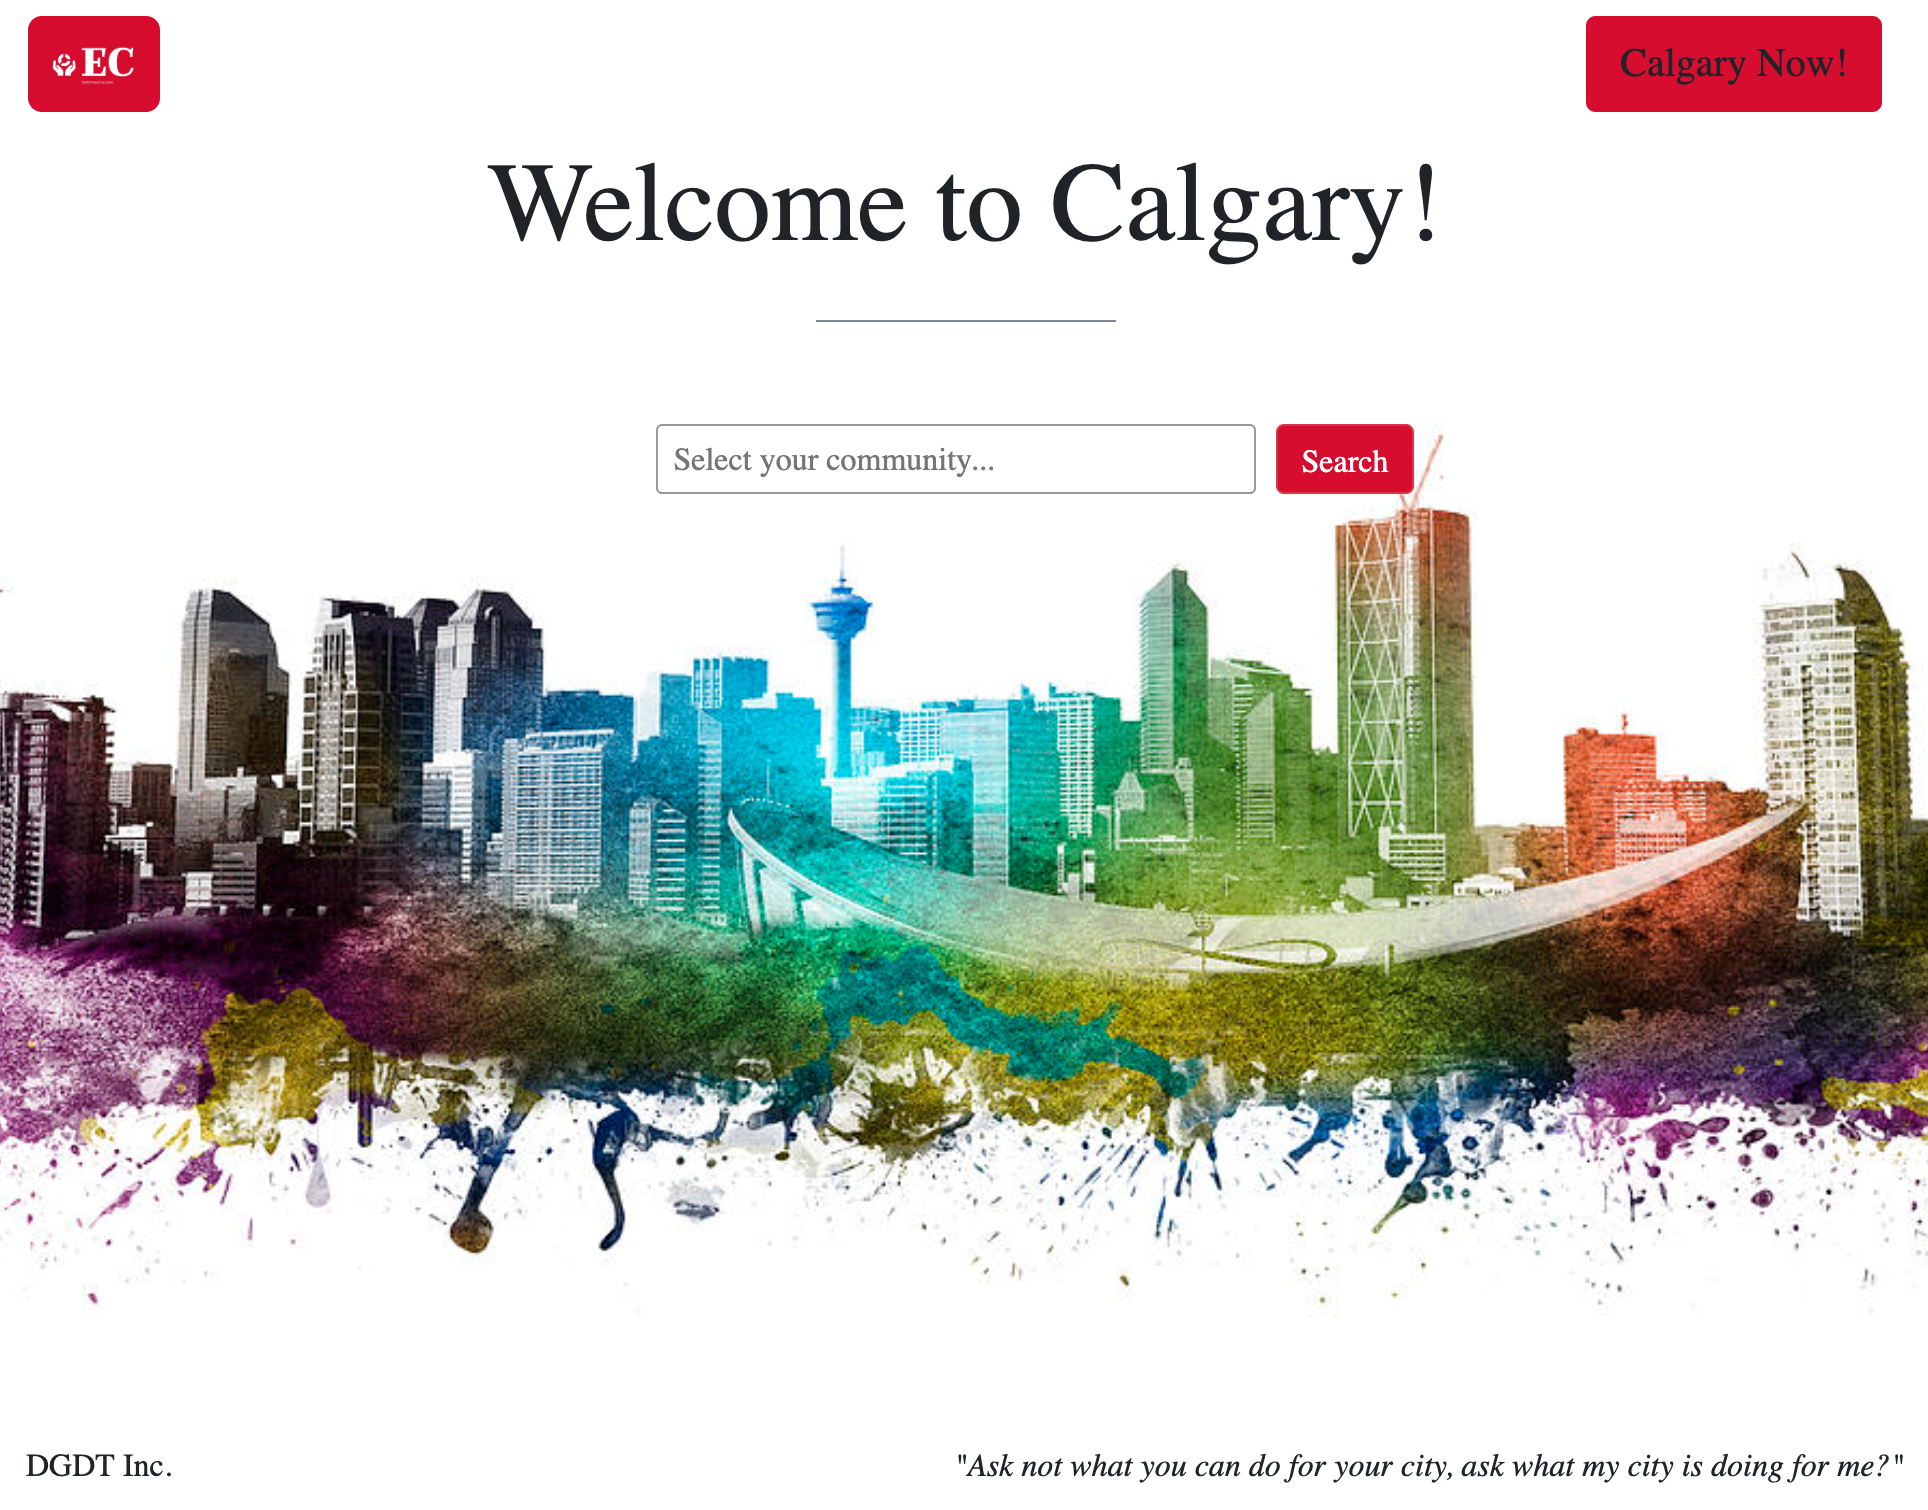 EC
Calgary Now!
Welcome to Calgary!
Select your community...
Search
DGDT Inc.
"Ask not what you can do for your city, ask what my city is doing for me?"